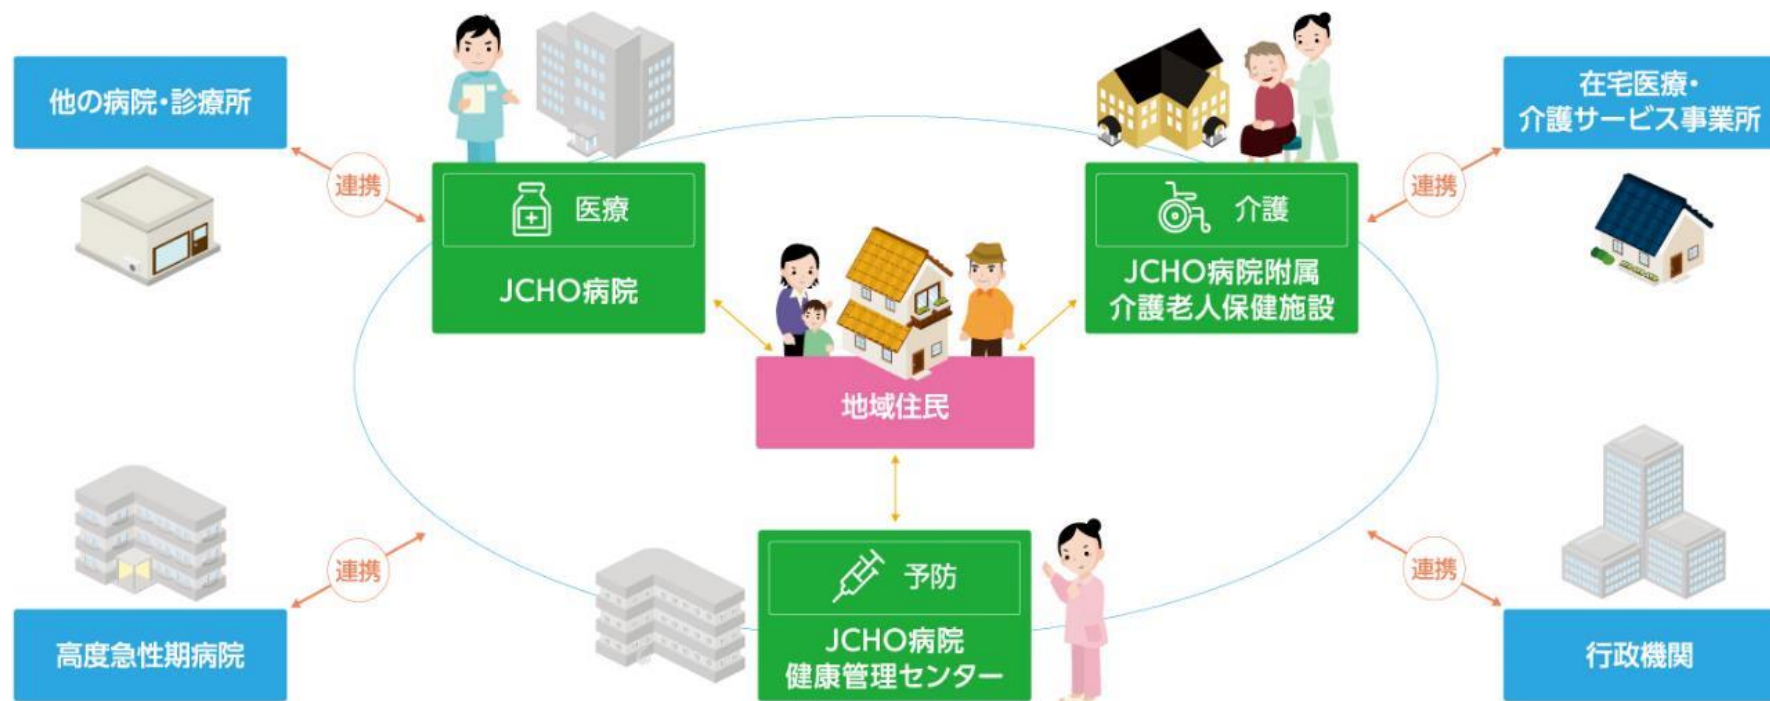 他の病院・診療所
連携
医療
JCHO病院
介護
JCHO病院附属
介護老人保健施設
連携
在宅医療・
介護サービス事業所
地域住民
高度急性期病院
連携
予防
JCHO病院
健康管理センター
連携
行政機関